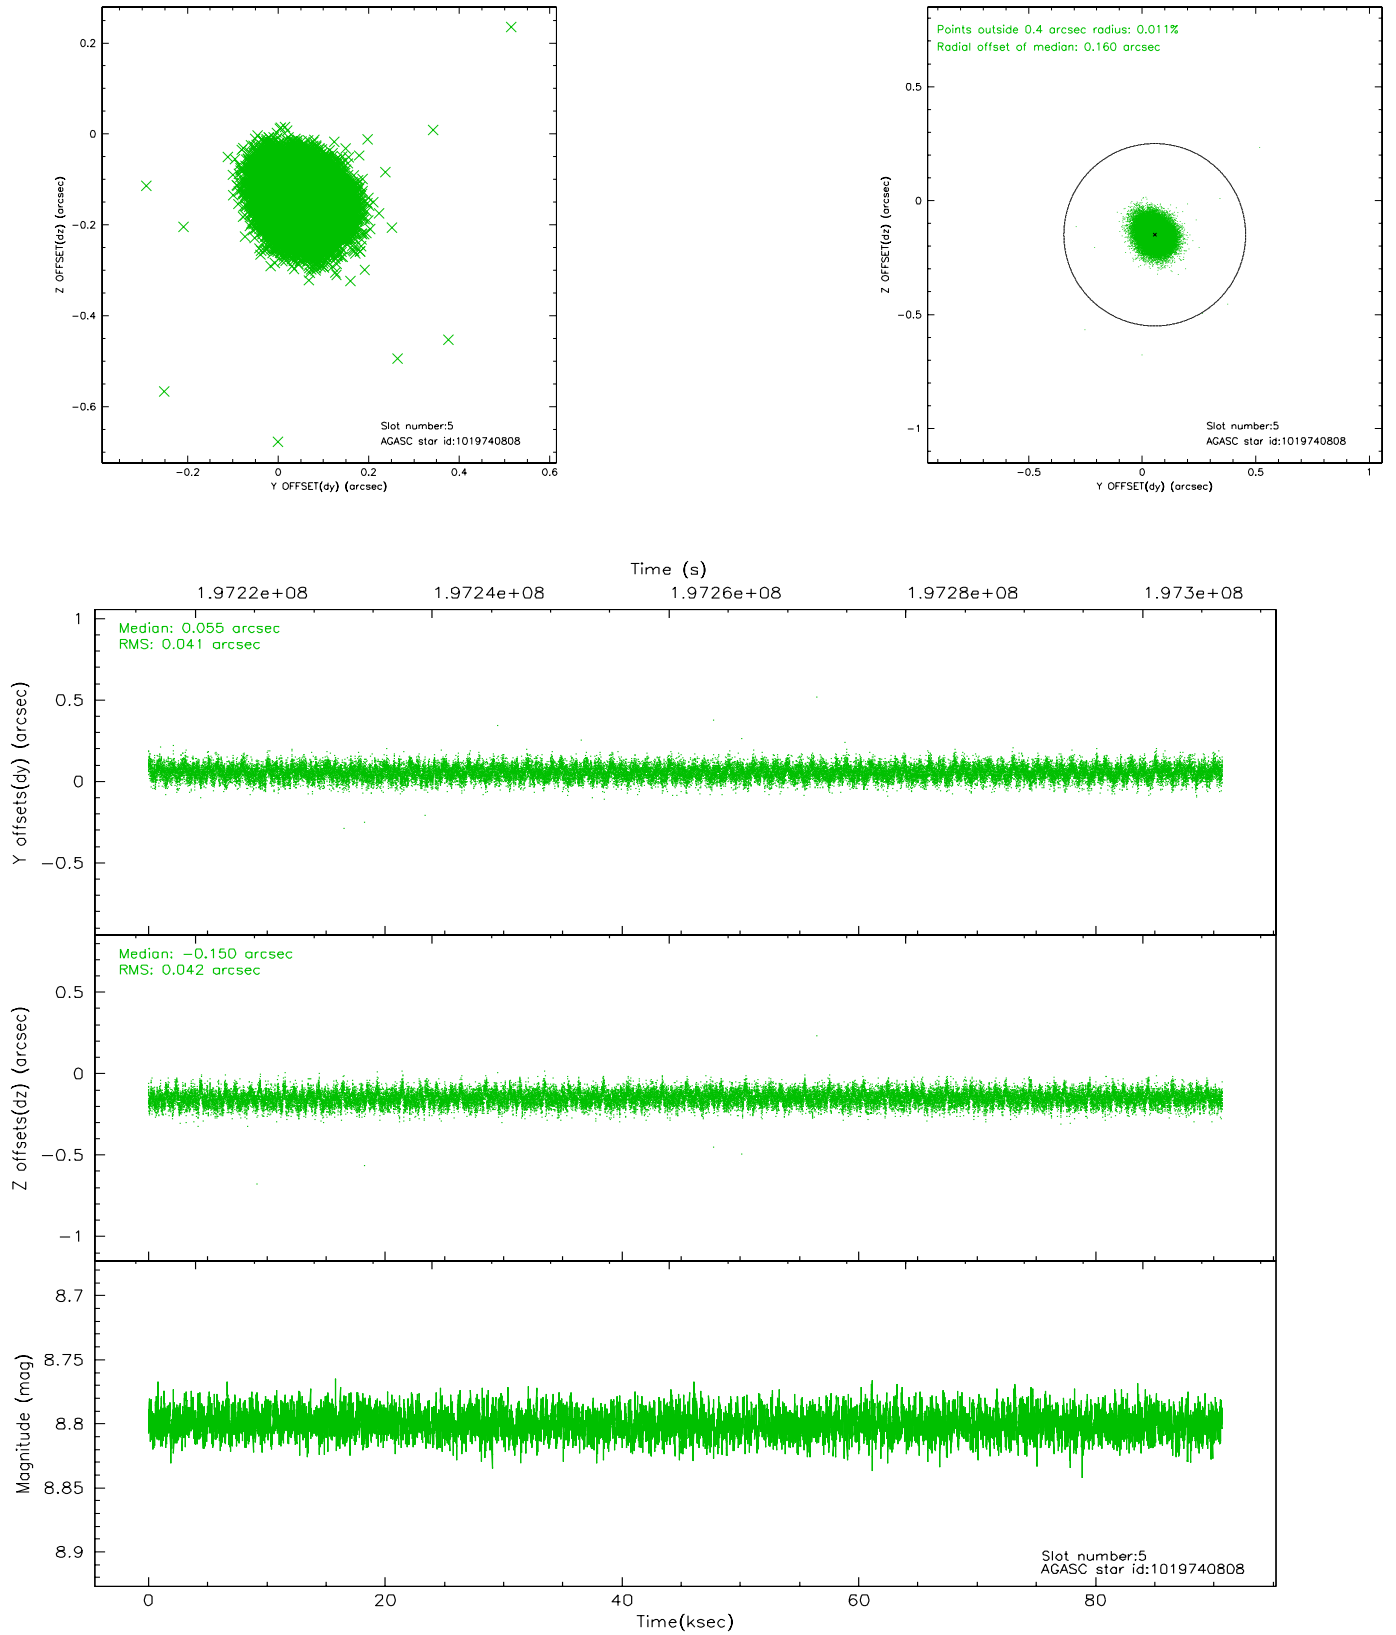 0.2
0
−0.2
−0.4
−0.6
Z OFFSET(dz) (arcsec)
Slot number:5
AGASC star id:1019740808
−0.2 0 0.2 0.4 0.6
Y OFFSET(dy) (arcsec)
Points outside 0.4 arcsec radius: 0.011%
Radial offset of median: 0.160 arcsec
0.5
0
−0.5
−1
Z OFFSET(dz) (arcsec)
Slot number:5
AGASC star id:1019740808
−0.5 0 0.5 1
Y OFFSET(dy) (arcsec)
Time (s)
1.9722e+08 1.9724e+08 1.9726e+08 1.9728e+08 1.973e+08
Median: 0.055 arcsec
RMS: 0.041 arcsec
1
0.5
0
−0.5
Y offsets(dy) (arcsec)
Median: −0.150 arcsec
RMS: 0.042 arcsec
0.5
0
−0.5
−1
Z offsets(dz) (arcsec)
8.7
8.75
8.8
8.85
8.9
Magnitude (mag)
Slot number:5
AGASC star id:1019740808
0 20 40 60 80
Time(ksec)